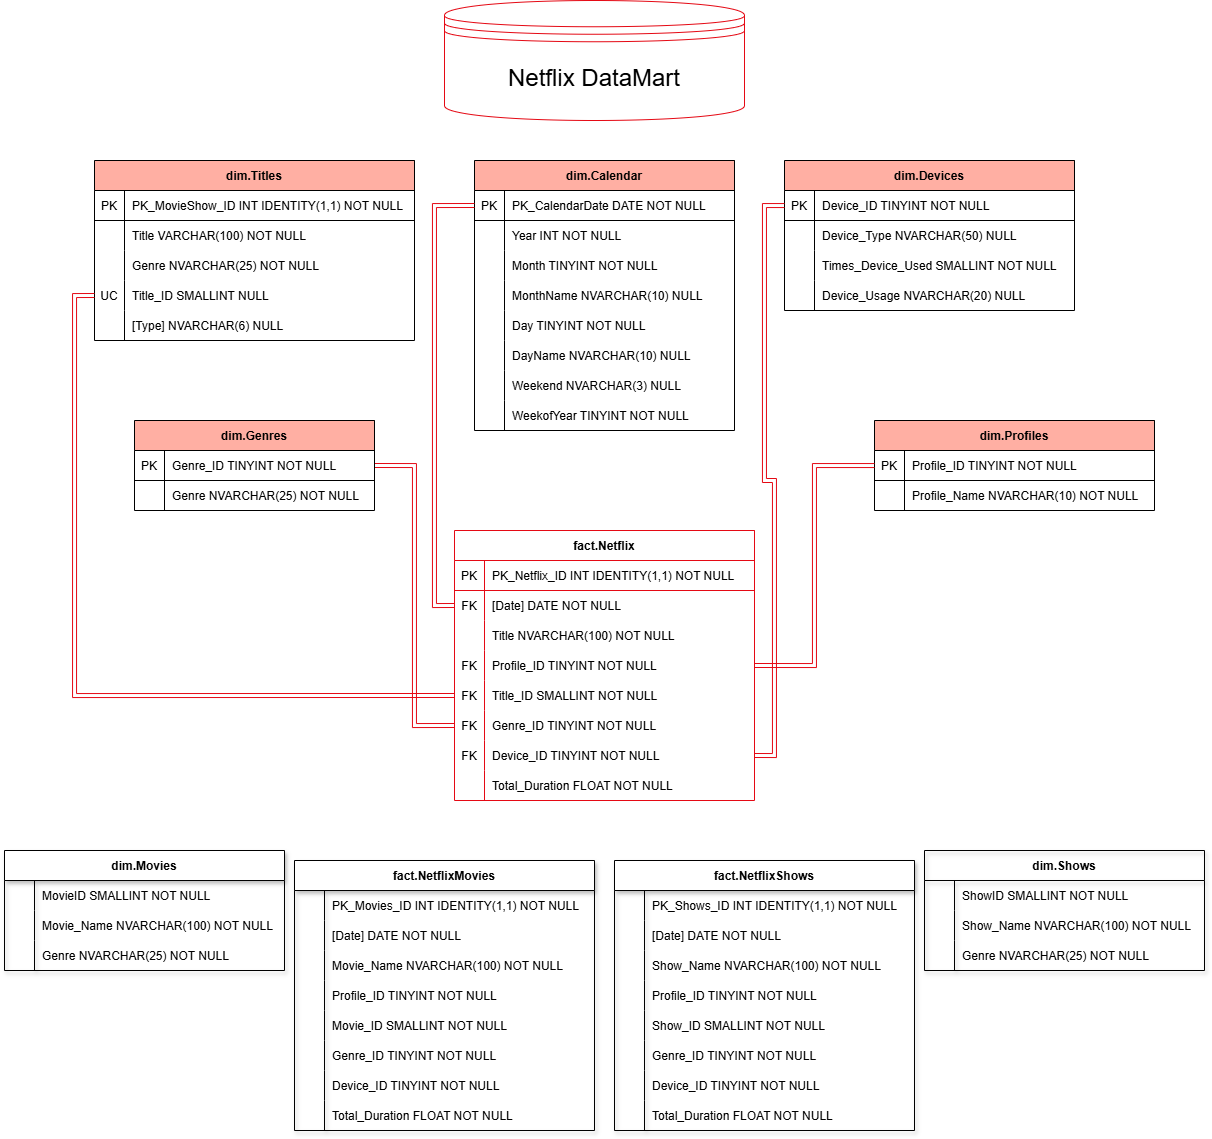 Netflix DataMart
dim.Titles
PK PK_MovieShow_ID INT IDENTITY(1,1) NOT NULL
Title VARCHAR(100) NOT NULL
Genre NVARCHAR(25) NOT NULL
UC Title_ID SMALLINT NULL
[Type] NVARCHAR(6) NULL
dim.Calendar
PK PK_CalendarDate DATE NOT NULL
Year INT NOT NULL
Month TINYINT NOT NULL
MonthName NVARCHAR(10) NULL
Day TINYINT NOT NULL
DayName NVARCHAR(10) NULL
Weekend NVARCHAR(3) NULL
WeekofYear TINYINT NOT NULL
dim.Devices
PK Device_ID TINYINT NOT NULL
Device_Type NVARCHAR(50) NULL
Times_Device_Used SMALLINT NOT NULL
Device_Usage NVARCHAR(20) NULL
dim.Genres
PK Genre_ID TINYINT NOT NULL
Genre NVARCHAR(25) NOT NULL
dim.Profiles
PK Profile_ID TINYINT NOT NULL
Profile_Name NVARCHAR(10) NOT NULL
fact.Netflix
PK PK_Netflix_ID INT IDENTITY(1,1) NOT NULL
FK [Date] DATE NOT NULL
Title NVARCHAR(100) NOT NULL
FK Profile_ID TINYINT NOT NULL
FK Title_ID SMALLINT NOT NULL
FK Genre_ID TINYINT NOT NULL
FK Device_ID TINYINT NOT NULL
Total_Duration FLOAT NOT NULL
dim.Movies
MovieID SMALLINT NOT NULL
Movie_Name NVARCHAR(100) NOT NULL
Genre NVARCHAR(25) NOT NULL
fact.NetflixMovies
PK_Movies_ID INT IDENTITY(1,1) NOT NULL
[Date] DATE NOT NULL
Movie_Name NVARCHAR(100) NOT NULL
Profile_ID TINYINT NOT NULL
Movie_ID SMALLINT NOT NULL
Genre_ID TINYINT NOT NULL
Device_ID TINYINT NOT NULL
Total_Duration FLOAT NOT NULL
fact.NetflixShows
PK_Shows_ID INT IDENTITY(1,1) NOT NULL
[Date] DATE NOT NULL
Show_Name NVARCHAR(100) NOT NULL
Profile_ID TINYINT NOT NULL
Show_ID SMALLINT NOT NULL
Genre_ID TINYINT NOT NULL
Device_ID TINYINT NOT NULL
Total_Duration FLOAT NOT NULL
dim.Shows
ShowID SMALLINT NOT NULL
Show_Name NVARCHAR(100) NOT NULL
Genre NVARCHAR(25) NOT NULL